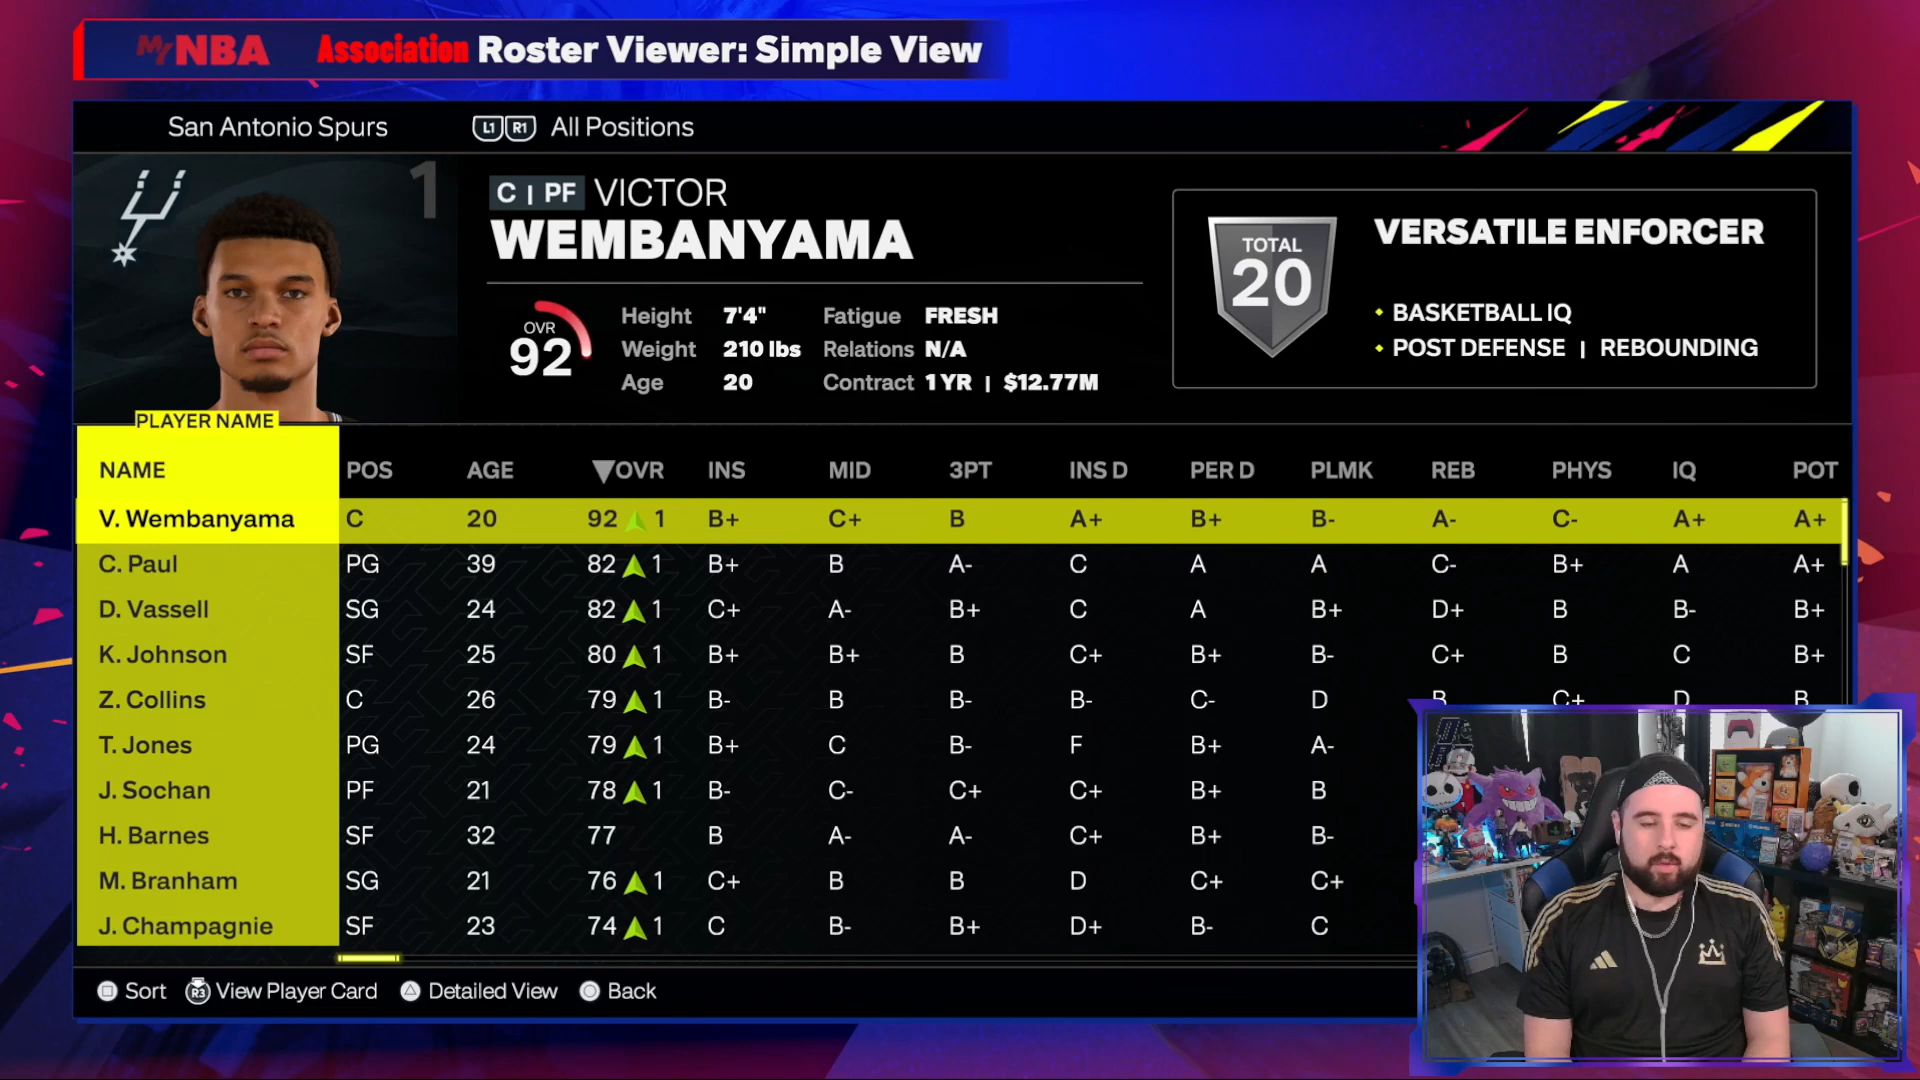 MyNBA Association Roster Viewer: Simple View
San Antonio Spurs L1 R1 All Positions
1
C | PF VICTOR
WEMBANYAMA
OVR
92
Height 7'4" Fatigue FRESH
Weight 210 lbs Relations N/A
Age 20 Contract 1 YR | $12.77M
TOTAL
20
VERSATILE ENFORCER
BASKETBALL IQ
POST DEFENSE | REBOUNDING
PLAYER NAME
NAME POS AGE OVR INS MID 3PT INS D PER D PLMK REB PHYS IQ POT
V. Wembanyama C 20 92 1 B+ C+ B A+ B+ B- A- C- A+ A+
C. Paul PG 39 82 1 B+ B A- C A A C- B+ A A+
D. Vassell SG 24 82 1 C+ A- B+ C A B+ D+ B B- B+
K. Johnson SF 25 80 1 B+ B+ B C+ B+ B- C+ B C B+
Z. Collins C 26 79 1 B- B B- B- C- D B C+ D B
T. Jones PG 24 79 1 B+ C B- F B+ A-
J. Sochan PF 21 78 1 B- C- C+ C+ B+ B
H. Barnes SF 32 77 B A- A- C+ B+ B-
M. Branham SG 21 76 1 C+ B B D C+ C+
J. Champagnie SF 23 74 1 C B- B+ D+ B- C
Sort R3 View Player Card Detailed View Back